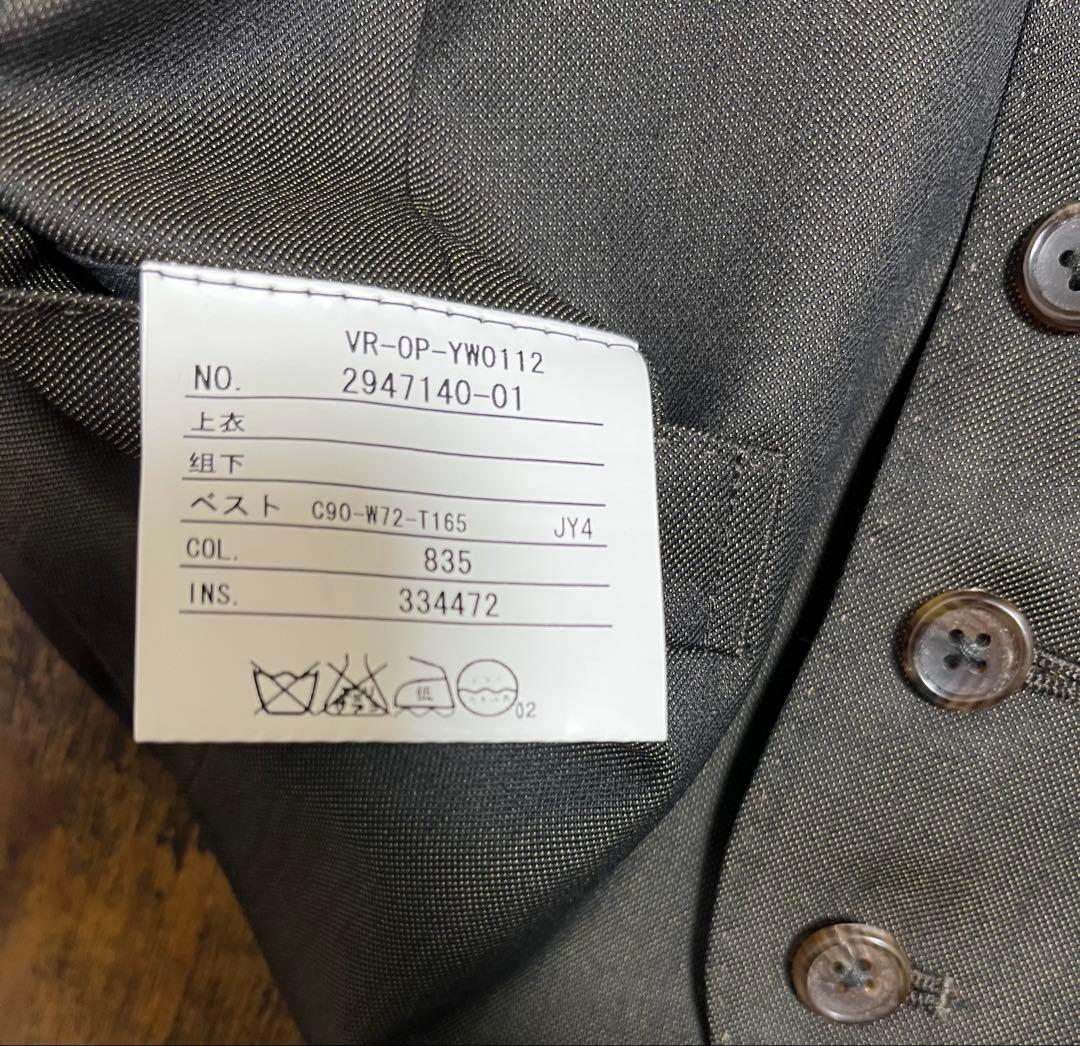 VR-OP-YW0112
NO. 2947140-01
上衣
組下
ベスト C90-W72-T165 JY4
COL. 835
INS. 334472
低
02